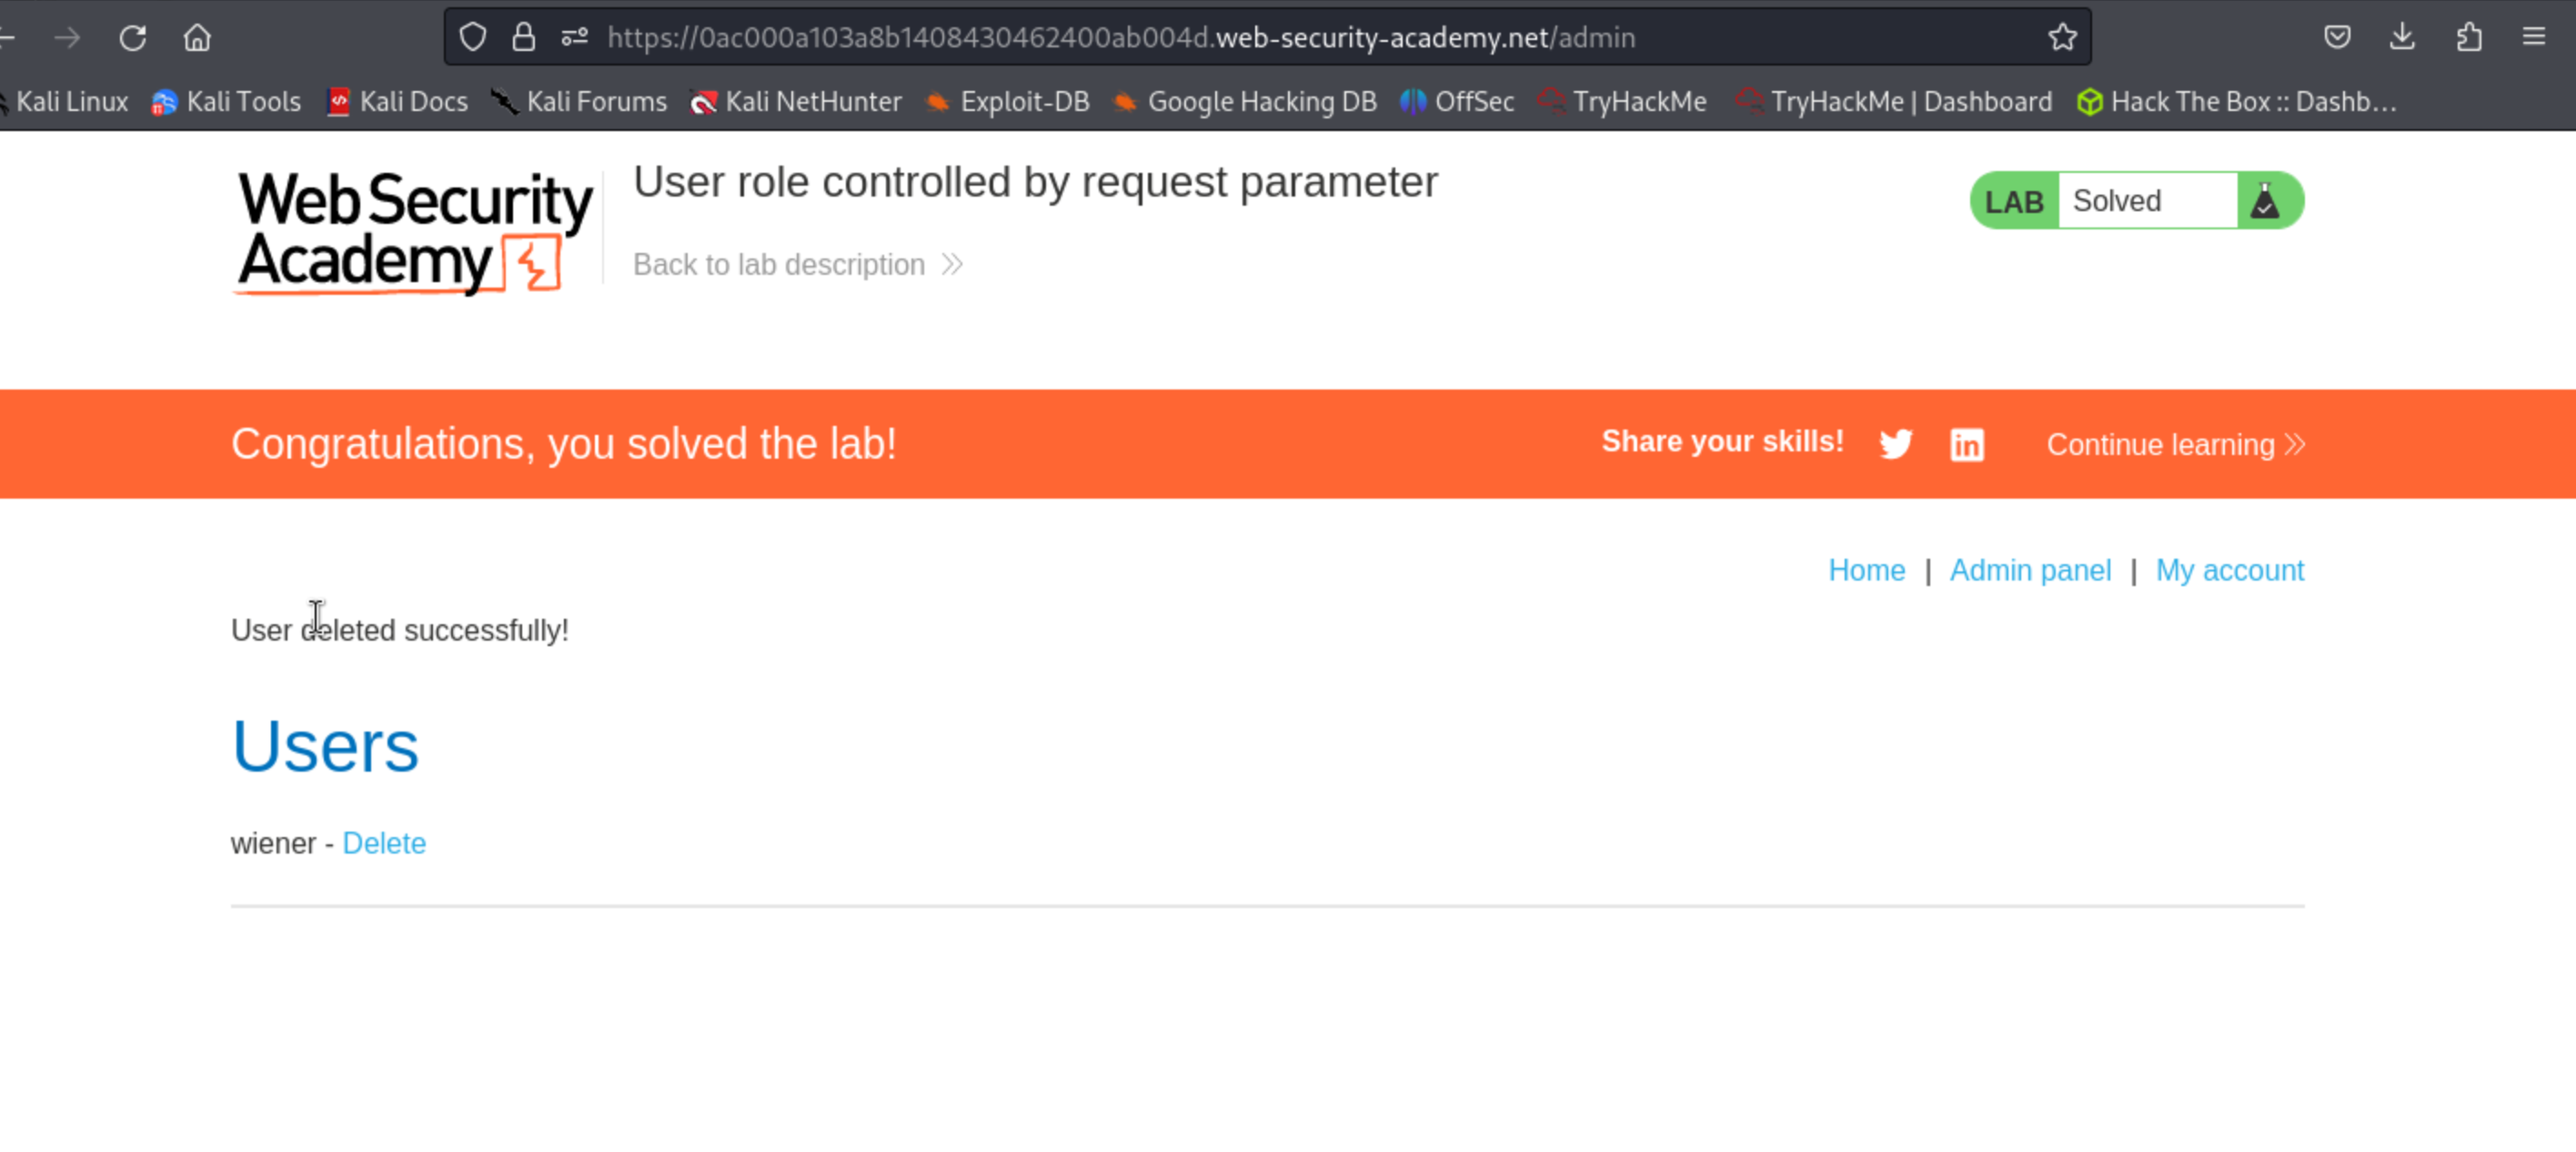 https://0ac000a103a8b1408430462400ab004d.web-security-academy.net/admin
Kali Linux Kali Tools Kali Docs Kali Forums Kali NetHunter Exploit-DB Google Hacking DB OffSec TryHackMe TryHackMe | Dashboard Hack The Box :: Dashb…
Web Security
Academy
User role controlled by request parameter
Back to lab description
LAB Solved
Congratulations, you solved the lab!
Share your skills! in Continue learning
Home | Admin panel | My account
User deleted successfully!
Users
wiener - Delete